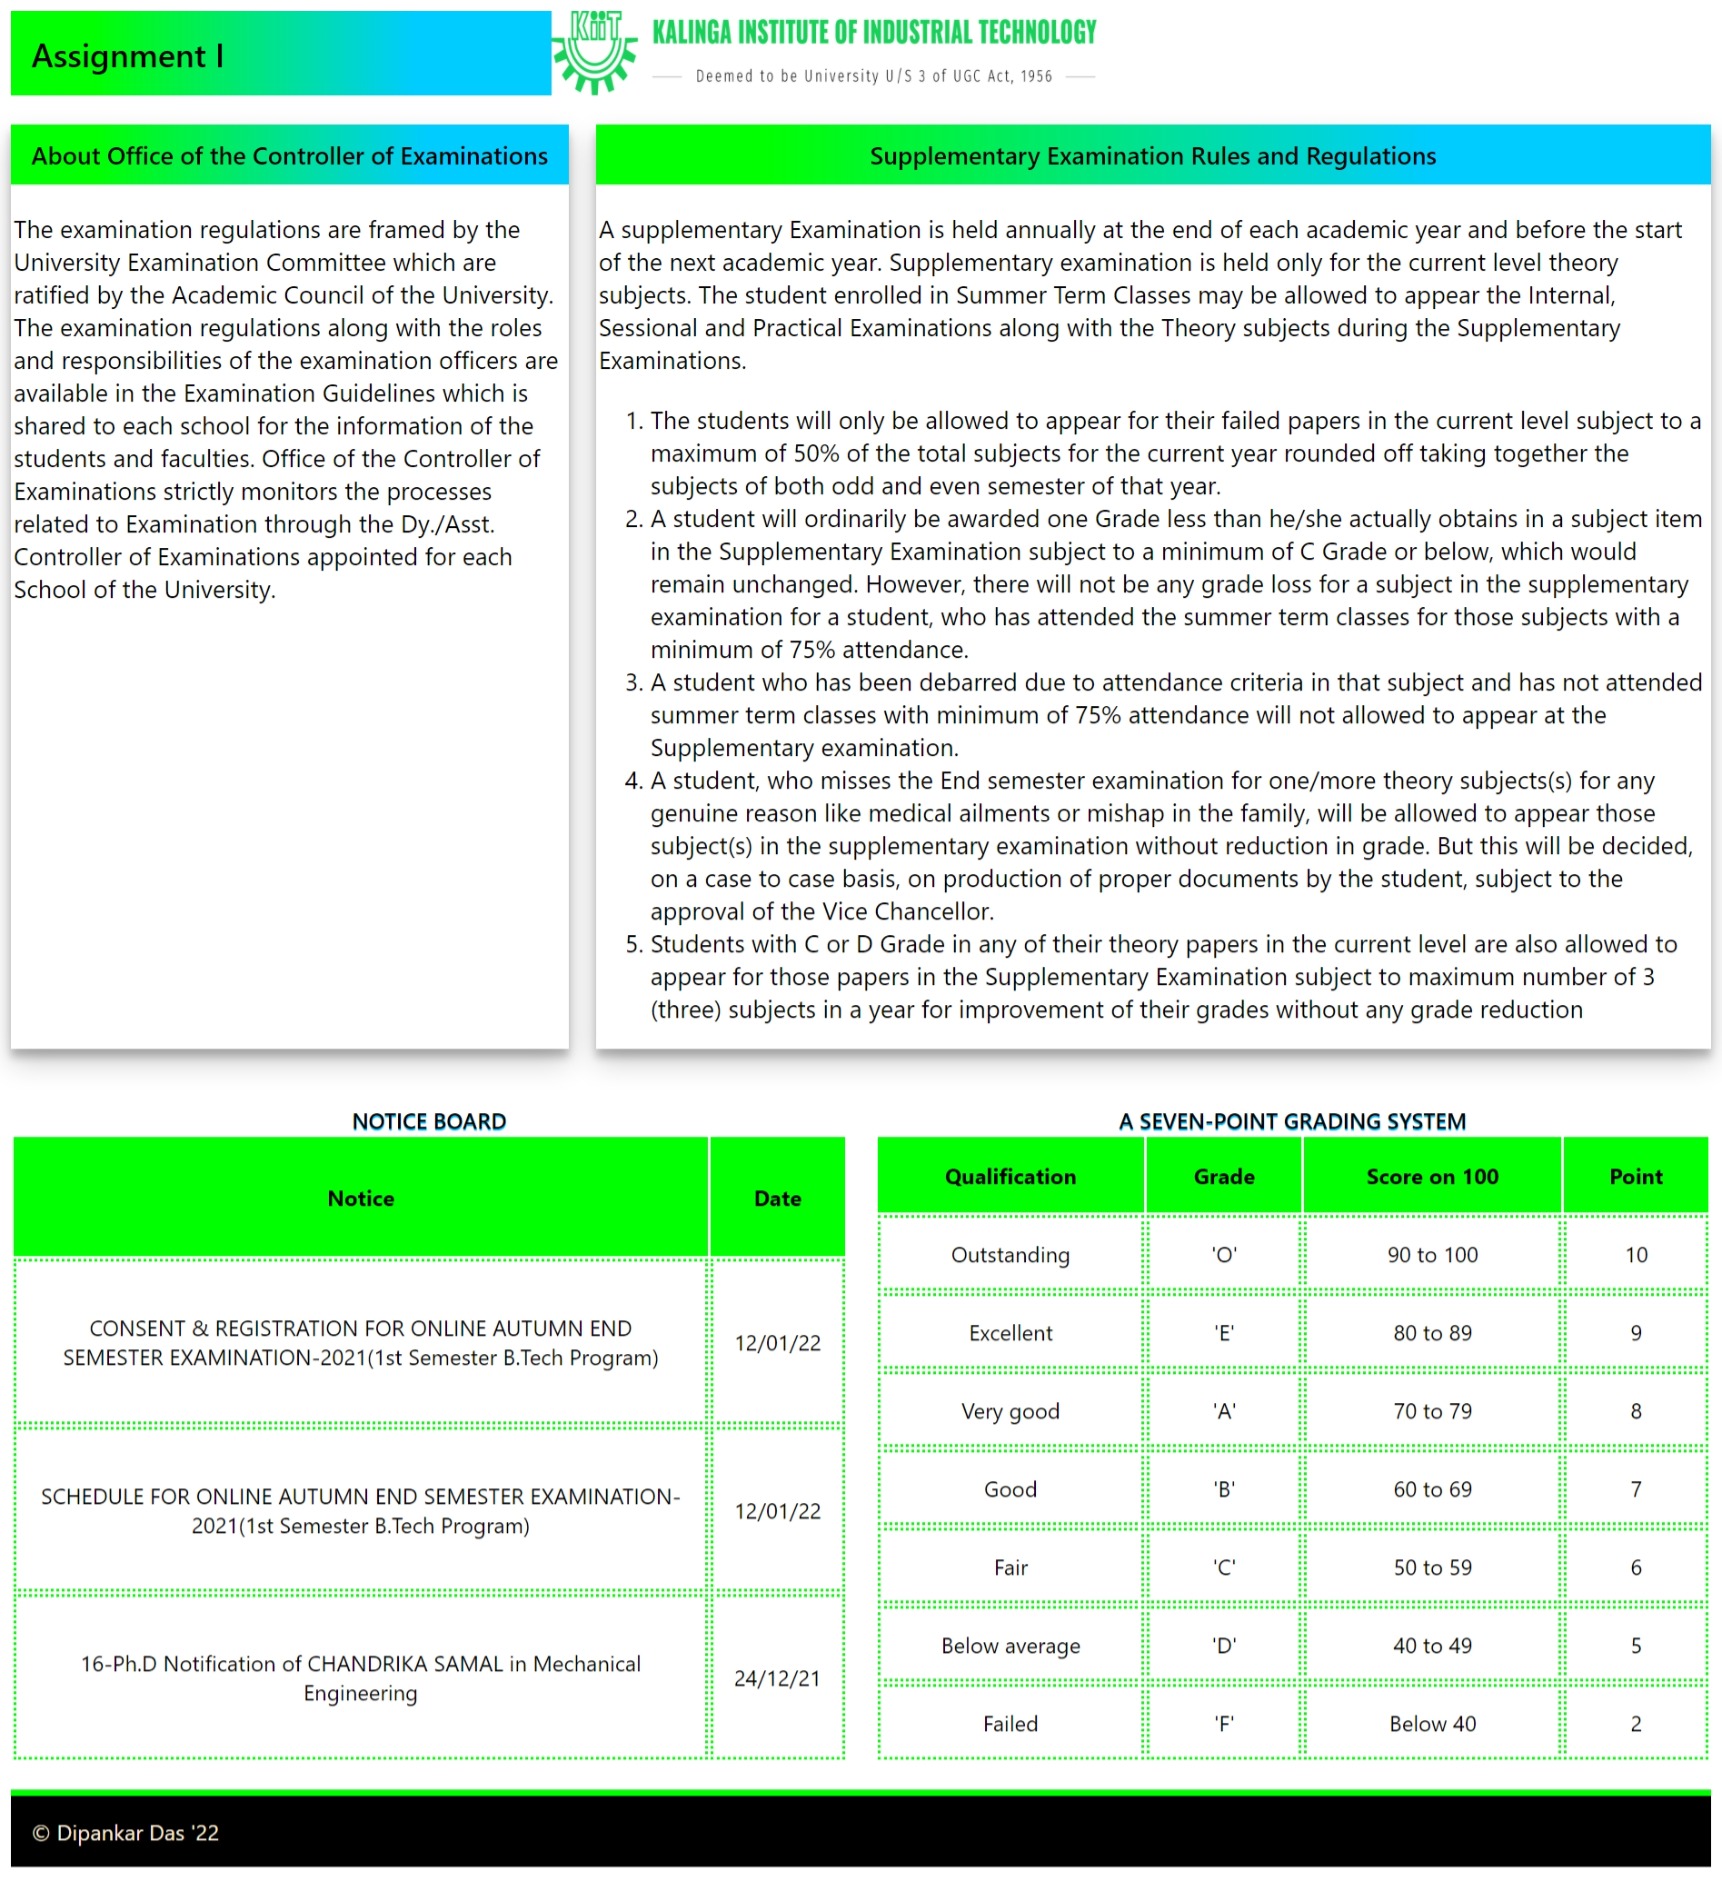 Assignment I
KiiT
KALINGA INSTITUTE OF INDUSTRIAL TECHNOLOGY
Deemed to be University U/S 3 of UGC Act, 1956
About Office of the Controller of Examinations
The examination regulations are framed by the
University Examination Committee which are
ratified by the Academic Council of the University.
The examination regulations along with the roles
and responsibilities of the examination officers are
available in the Examination Guidelines which is
shared to each school for the information of the
students and faculties. Office of the Controller of
Examinations strictly monitors the processes
related to Examination through the Dy./Asst.
Controller of Examinations appointed for each
School of the University.
Supplementary Examination Rules and Regulations
A supplementary Examination is held annually at the end of each academic year and before the start
of the next academic year. Supplementary examination is held only for the current level theory
subjects. The student enrolled in Summer Term Classes may be allowed to appear the Internal,
Sessional and Practical Examinations along with the Theory subjects during the Supplementary
Examinations.
1. The students will only be allowed to appear for their failed papers in the current level subject to a
maximum of 50% of the total subjects for the current year rounded off taking together the
subjects of both odd and even semester of that year.
2. A student will ordinarily be awarded one Grade less than he/she actually obtains in a subject item
in the Supplementary Examination subject to a minimum of C Grade or below, which would
remain unchanged. However, there will not be any grade loss for a subject in the supplementary
examination for a student, who has attended the summer term classes for those subjects with a
minimum of 75% attendance.
3. A student who has been debarred due to attendance criteria in that subject and has not attended
summer term classes with minimum of 75% attendance will not allowed to appear at the
Supplementary examination.
4. A student, who misses the End semester examination for one/more theory subjects(s) for any
genuine reason like medical ailments or mishap in the family, will be allowed to appear those
subject(s) in the supplementary examination without reduction in grade. But this will be decided,
on a case to case basis, on production of proper documents by the student, subject to the
approval of the Vice Chancellor.
5. Students with C or D Grade in any of their theory papers in the current level are also allowed to
appear for those papers in the Supplementary Examination subject to maximum number of 3
(three) subjects in a year for improvement of their grades without any grade reduction
NOTICE BOARD
Notice Date
CONSENT & REGISTRATION FOR ONLINE AUTUMN END
SEMESTER EXAMINATION-2021(1st Semester B.Tech Program)
12/01/22
SCHEDULE FOR ONLINE AUTUMN END SEMESTER EXAMINATION-
2021(1st Semester B.Tech Program)
12/01/22
16-Ph.D Notification of CHANDRIKA SAMAL in Mechanical
Engineering
24/12/21
A SEVEN-POINT GRADING SYSTEM
Qualification Grade Score on 100 Point
Outstanding 'O' 90 to 100 10
Excellent 'E' 80 to 89 9
Very good 'A' 70 to 79 8
Good 'B' 60 to 69 7
Fair 'C' 50 to 59 6
Below average 'D' 40 to 49 5
Failed 'F' Below 40 2
© Dipankar Das '22